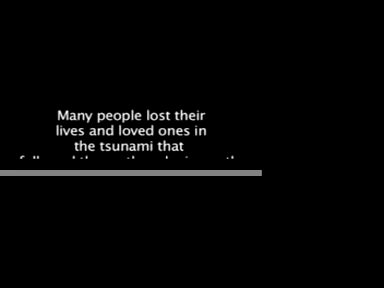 Many people lost their
lives and loved ones in
the tsunami that